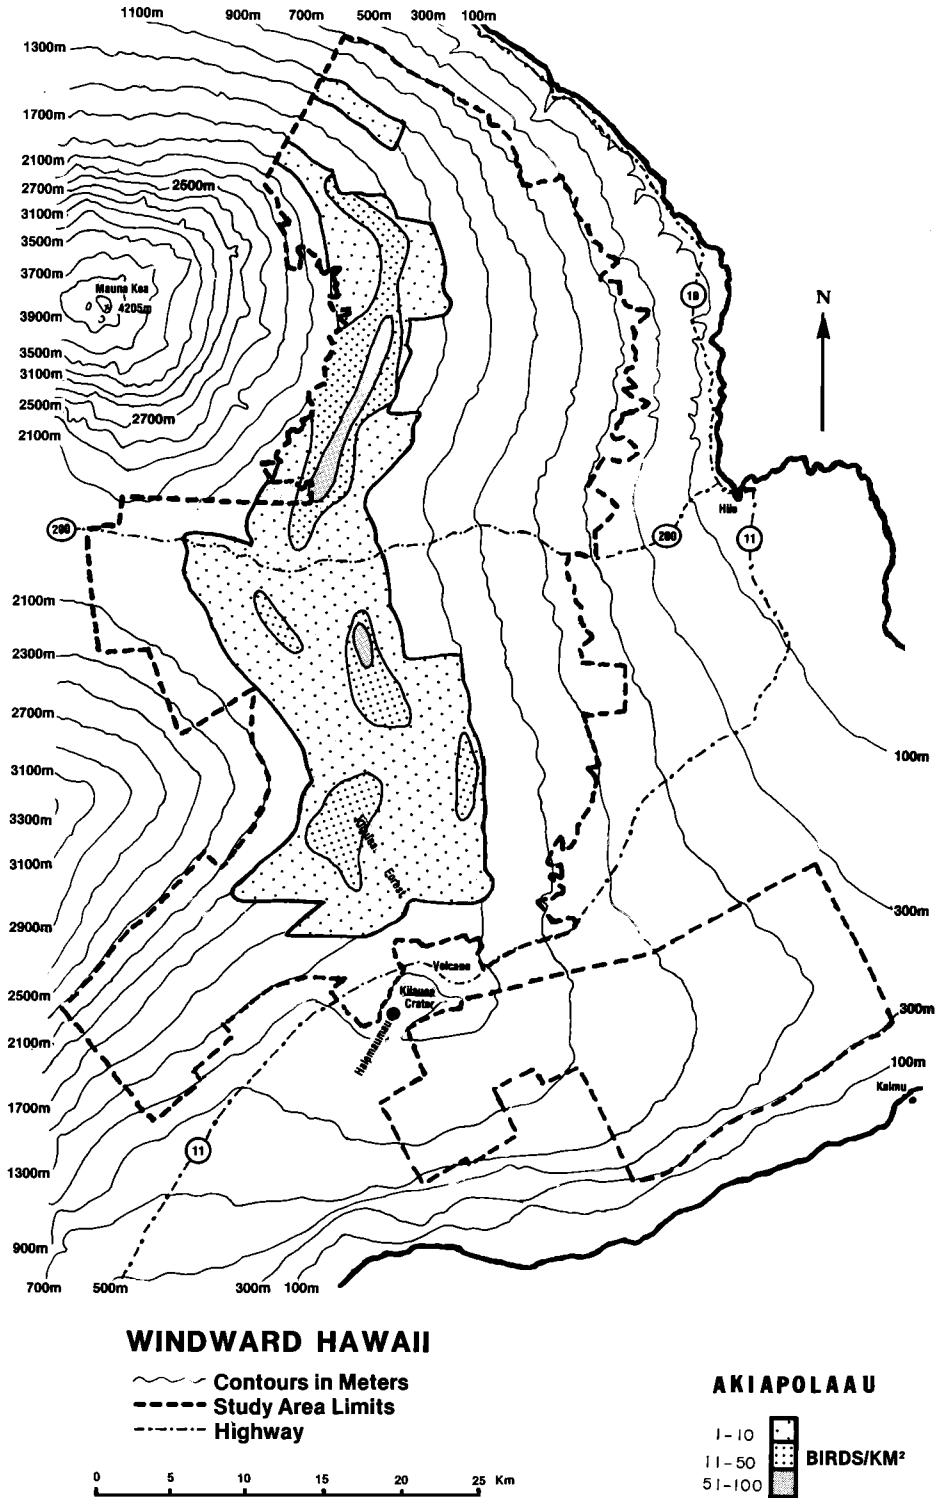 1100m
900m
700m
500m
300m
100m
1300m
1700m
2100m
2700m
2500m
3100m
3500m
3700m
Mauna Kea
4205m
3900m
3500m
3100m
2500m
2700m
2100m
19
N
200
Hilo
200
11
2100m
2300m
2700m
3100m
3300m
3100m
2900m
2500m
2100m
1700m
1300m
900m
700m
500m
300m
100m
100m
300m
Kilauea
Forest
Volcano
Kilauea
Crater
Halemaumau
300m
100m
Kaimu
11
WINDWARD HAWAII
Contours in Meters
Study Area Limits
Highway
0 5 10 15 20 25 Km
AKIAPOLAAU
1-10
11-50
51-100
BIRDS/KM²